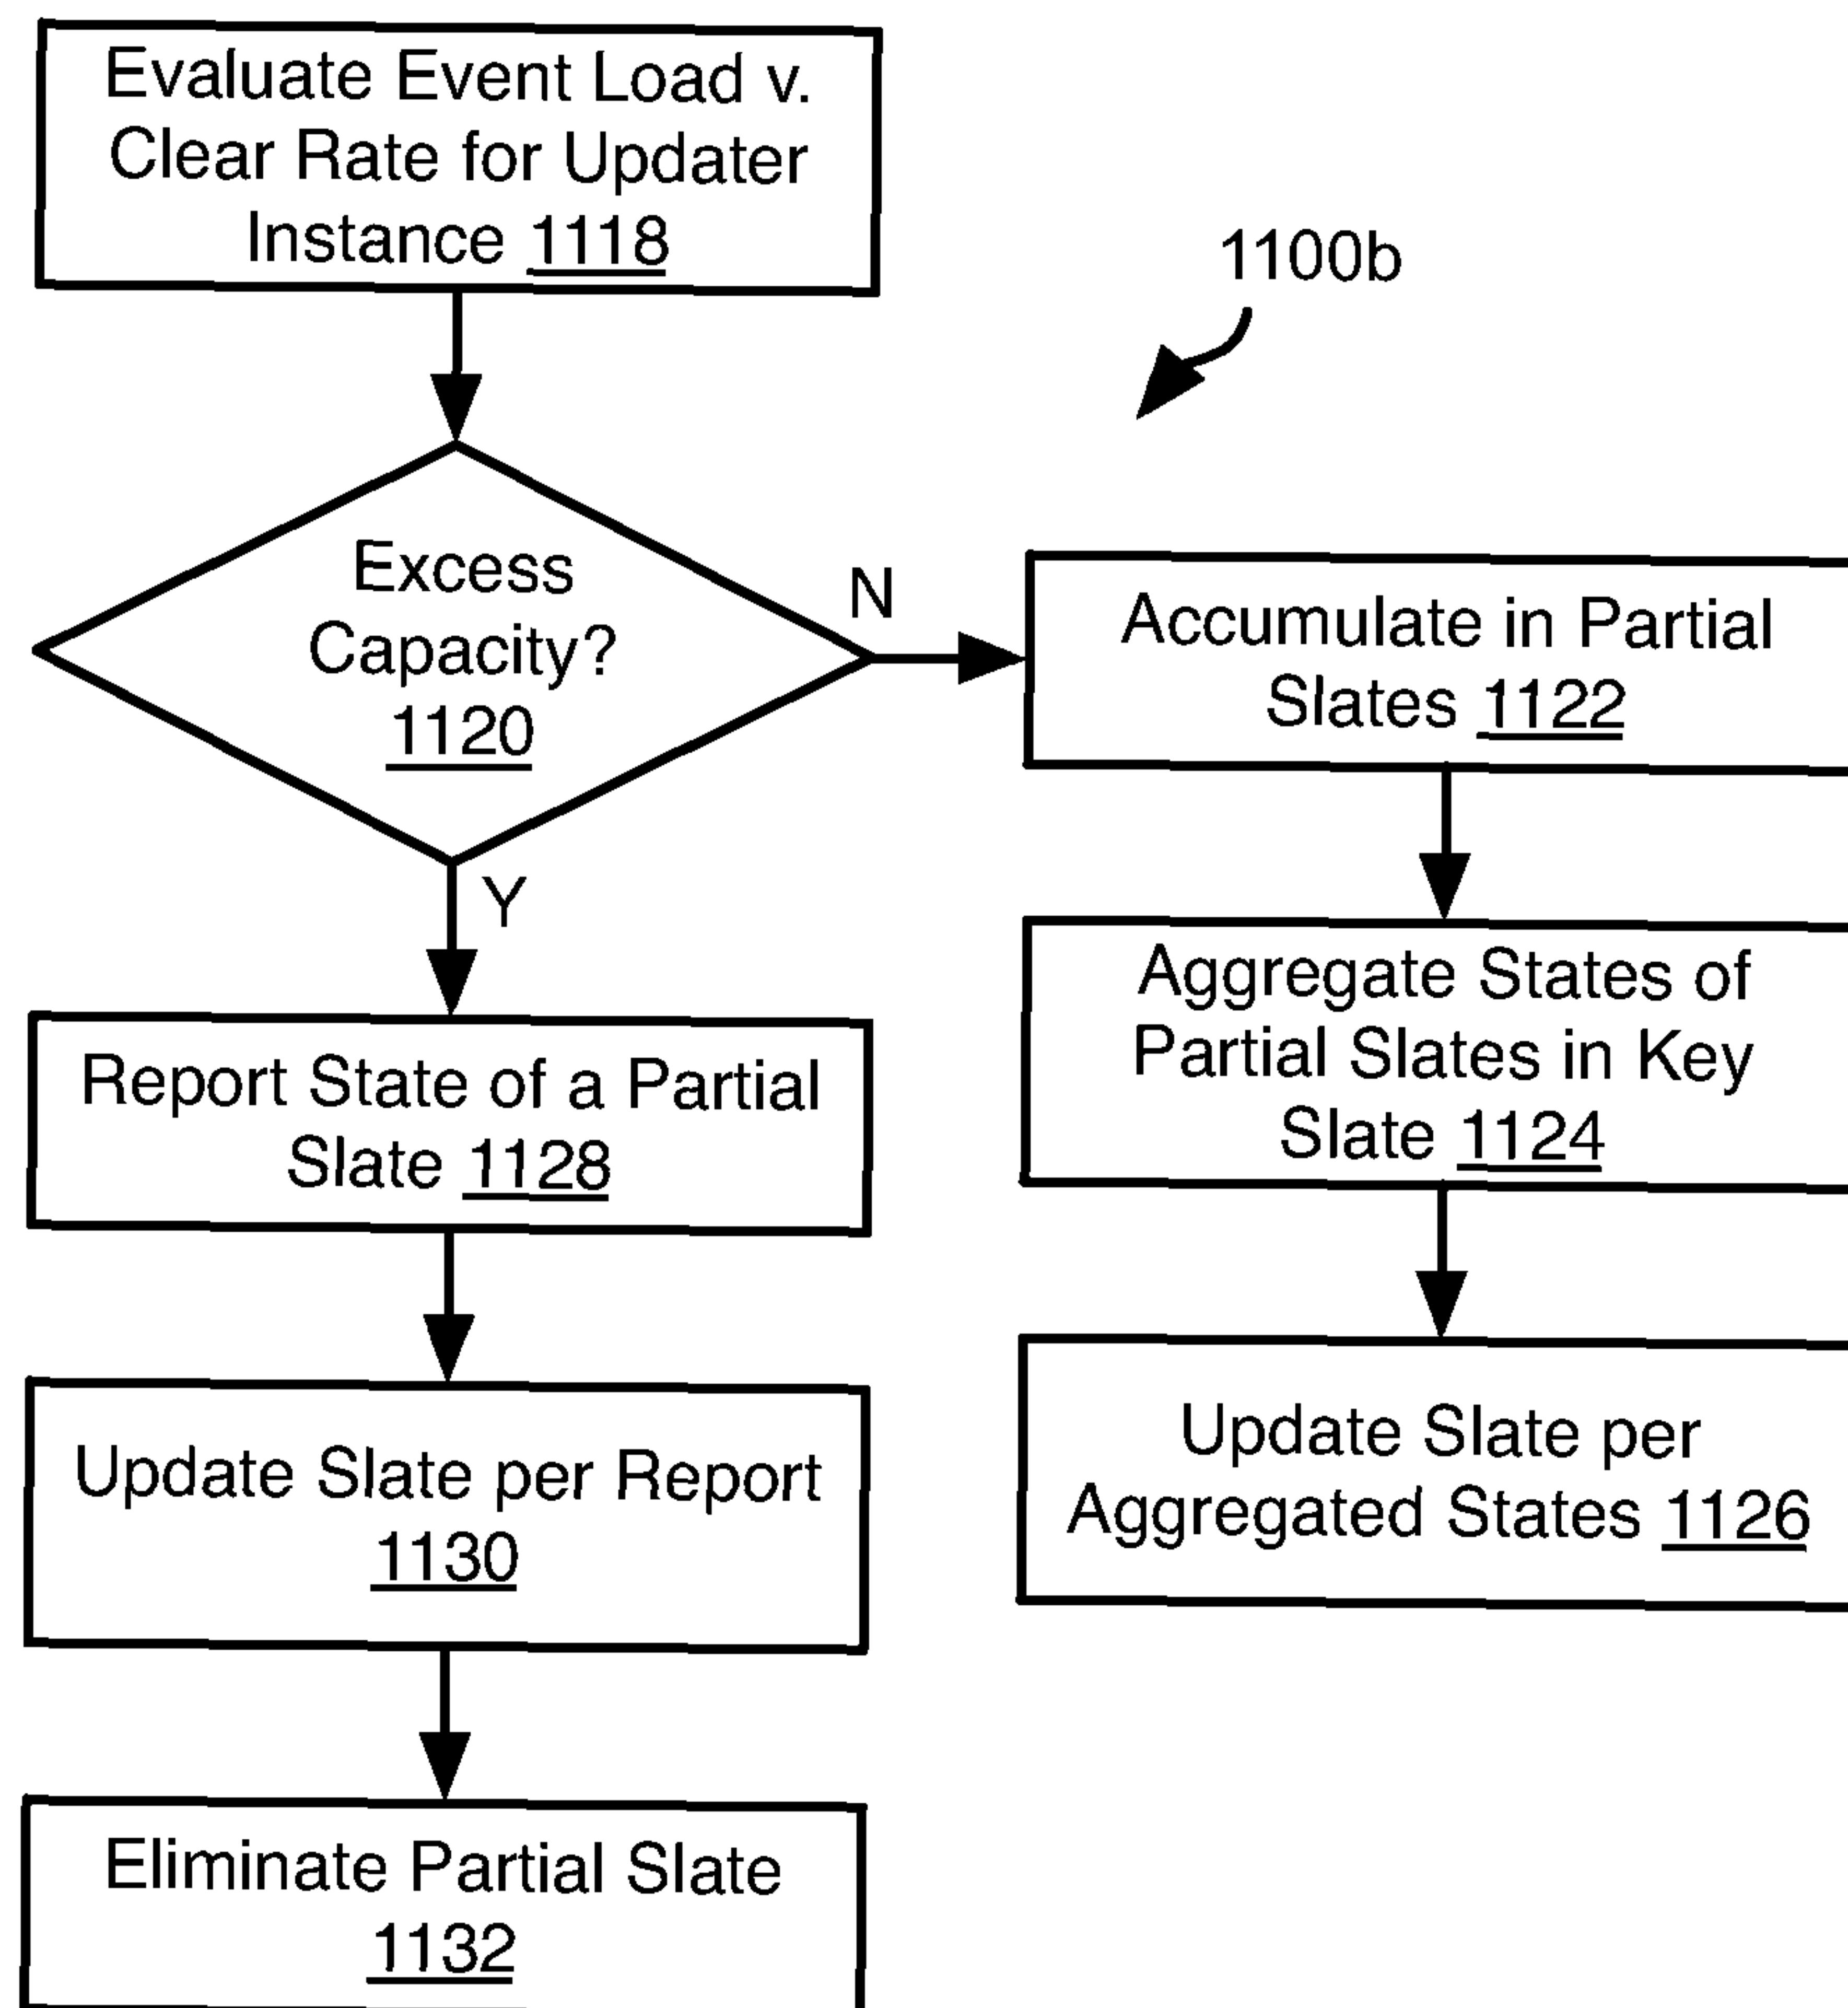 Evaluate Event Load v.
Clear Rate for Updater
Instance 1118
1100b
Excess
Capacity?
1120
N
Y
Accumulate in Partial
Slates 1122
Aggregate States of
Partial Slates in Key
Slate 1124
Update Slate per
Aggregated States 1126
Report State of a Partial
Slate 1128
Update Slate per Report
1130
Eliminate Partial Slate
1132